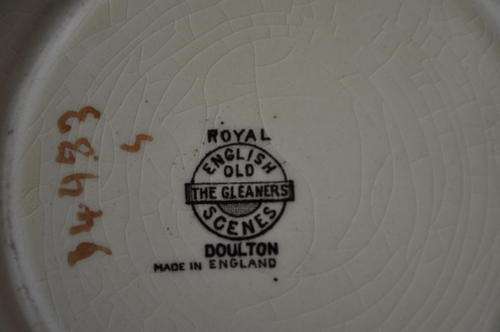 ROYAL
ENGLISH
OLD
THE GLEANERS
SCENES
DOULTON
MADE IN ENGLAND